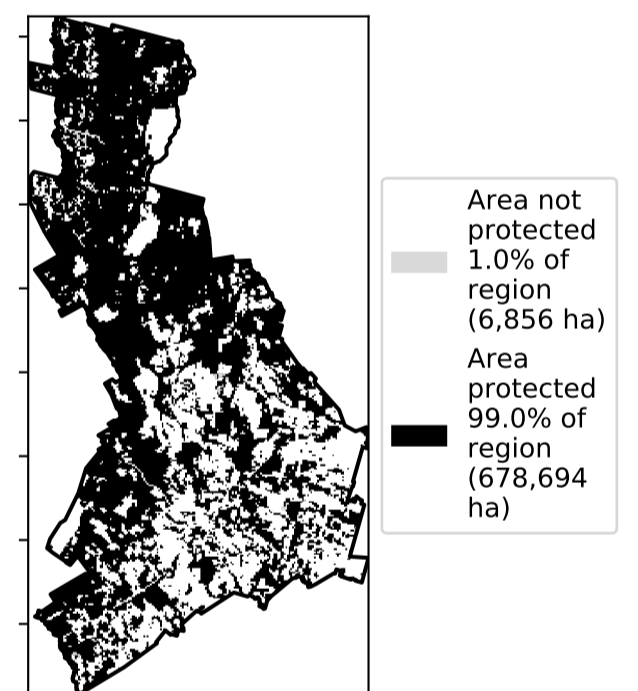 Area not
protected
1.0% of
region
(6,856 ha)
Area
protected
99.0% of
region
(678,694
ha)